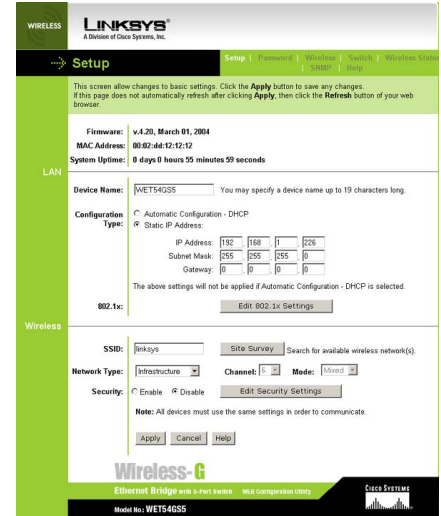 WIRELESS
LINKSYS®
A Division of Cisco Systems, Inc.
Setup
Setup | Password | Wireless | Switch | Wireless Status
| SNMP | Help
This screen allow changes to basic settings. Click the Apply button to save any changes.
If this page does not automatically refresh after clicking Apply, then click the Refresh button of your web
browser.
Firmware: v.4.20, March 01, 2004
MAC Address: 00:02:dd:12:12:12
System Uptime: 0 days 0 hours 55 minutes 59 seconds
LAN
Device Name: WET54GS5 You may specify a device name up to 19 characters long.
Configuration Automatic Configuration - DHCP
Type: Static IP Address:
IP Address: 192 . 168 . 1 . 226
Subnet Mask: 255 . 255 . 255 . 0
Gateway: 0 . 0 . 0 . 0
The above settings will not be applied if Automatic Configuration - DHCP is selected.
802.1x: Edit 802.1x Settings
Wireless
SSID: linksys Site Survey Search for available wireless network(s).
Network Type: Infrastructure Channel: 6 Mode: Mixed
Security: Enable Disable Edit Security Settings
Note: All devices must use the same settings in order to communicate.
Apply Cancel Help
Wireless-G
Ethernet Bridge with 5-Port Switch WEB Configuration Utility
CISCO SYSTEMS
Model No.: WET54GS5